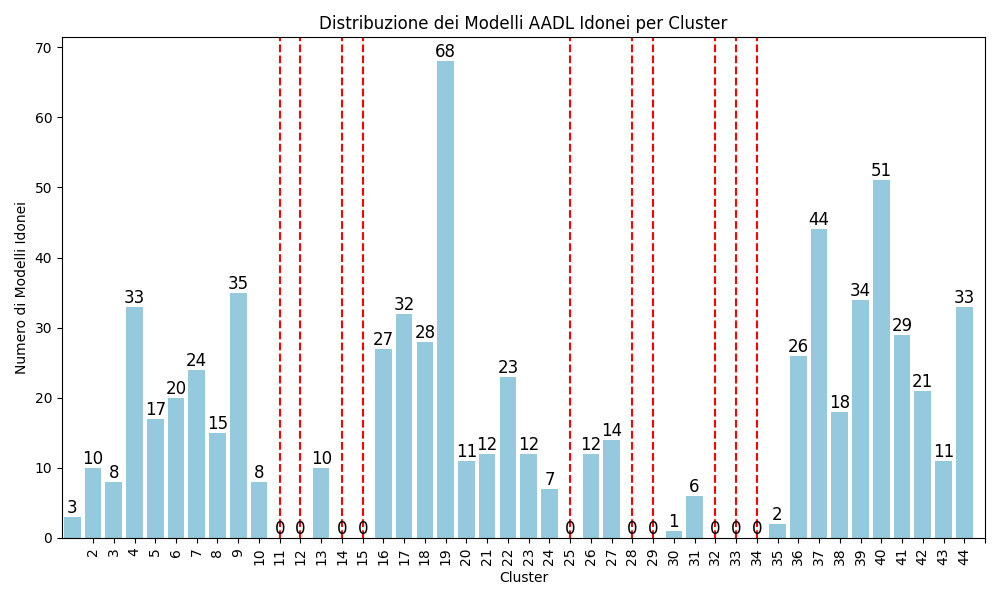 Distribuzione dei Modelli AADL Idonei per Cluster
Numero di Modelli Idonei
70
60
50
40
30
20
10
0
3 10 8 33 17 20 24 15 35 8 0 0 10 0 0 27 32 28 68 11 12 23 12 7 0 12 14 0 0 1 6 0 0 0 2 26 44 18 34 51 29 21 11 33
2 3 4 5 6 7 8 9 10 11 12 13 14 15 16 17 18 19 20 21 22 23 24 25 26 27 28 29 30 31 32 33 34 35 36 37 38 39 40 41 42 43 44
Cluster